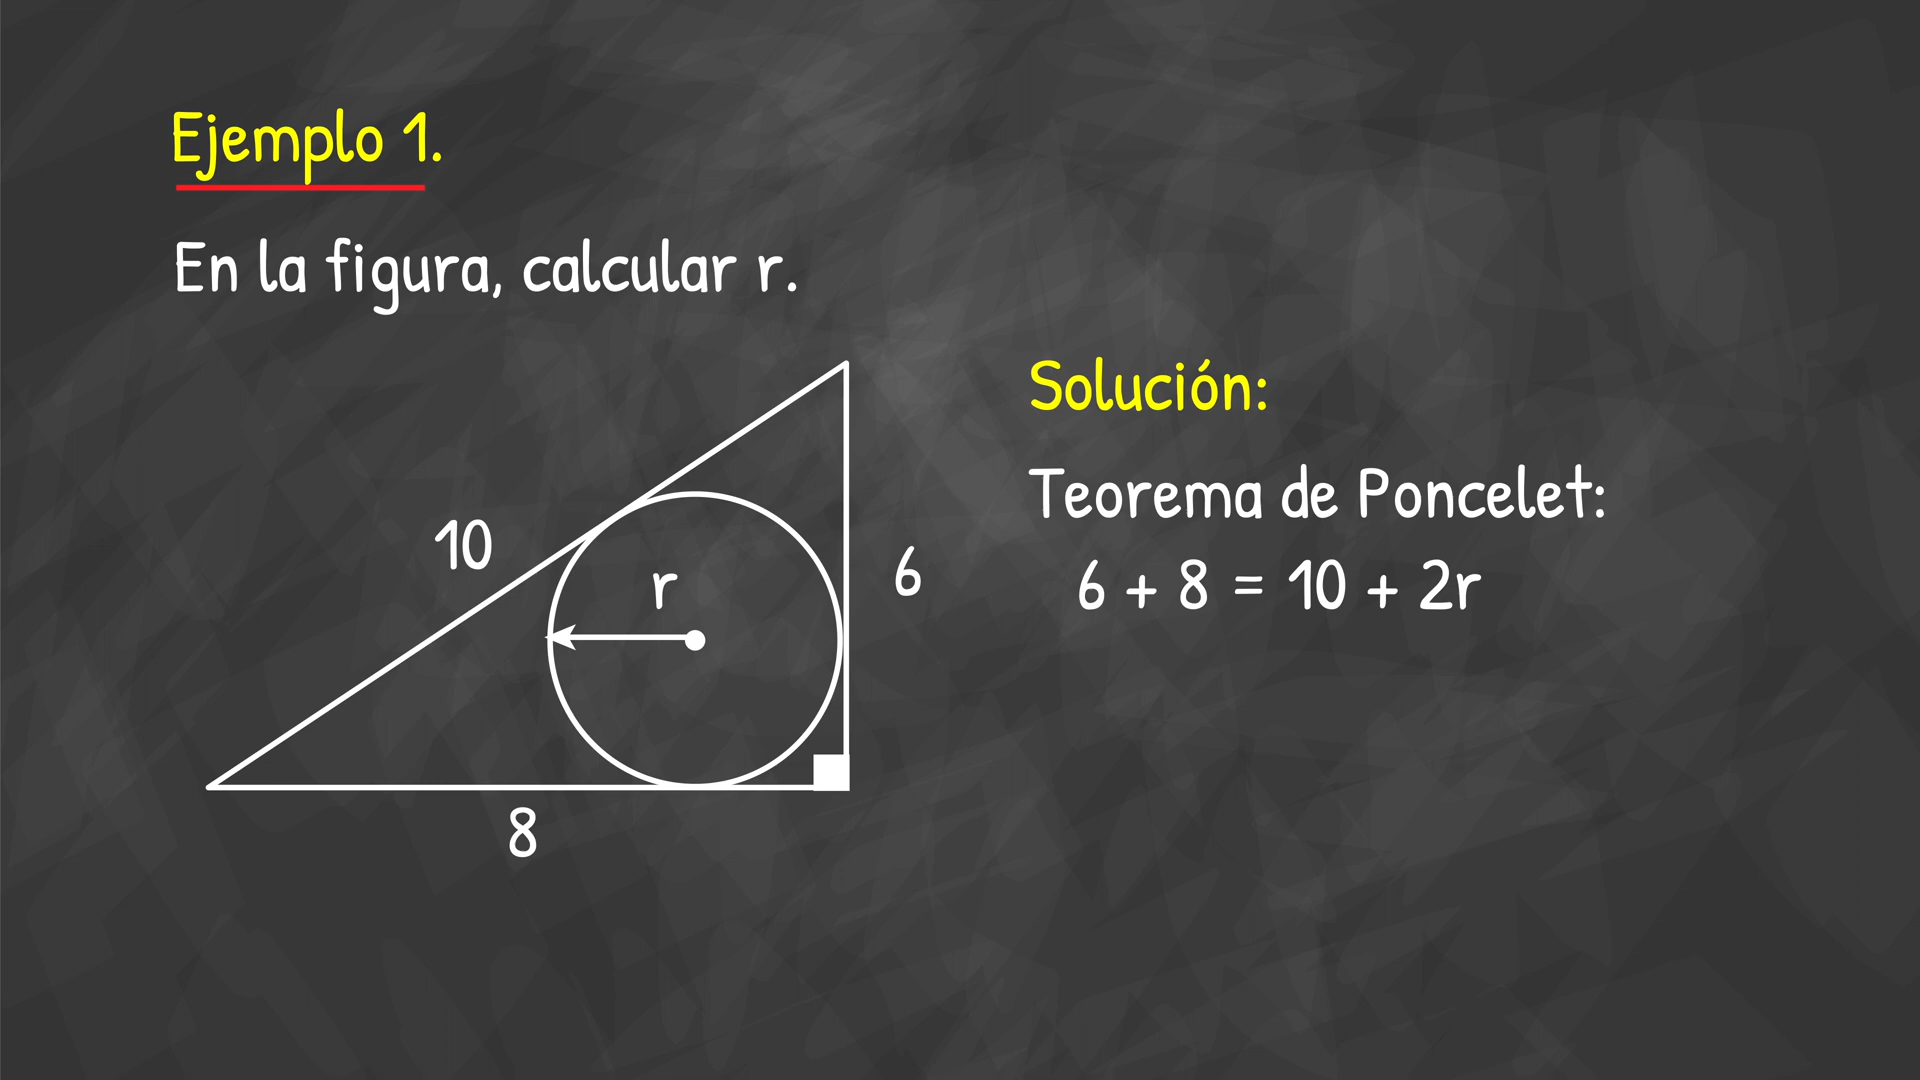 Ejemplo 1.
En la figura, calcular r.
Solución:
Teorema de Poncelet:
6 + 8 = 10 + 2r
10
r
6
8